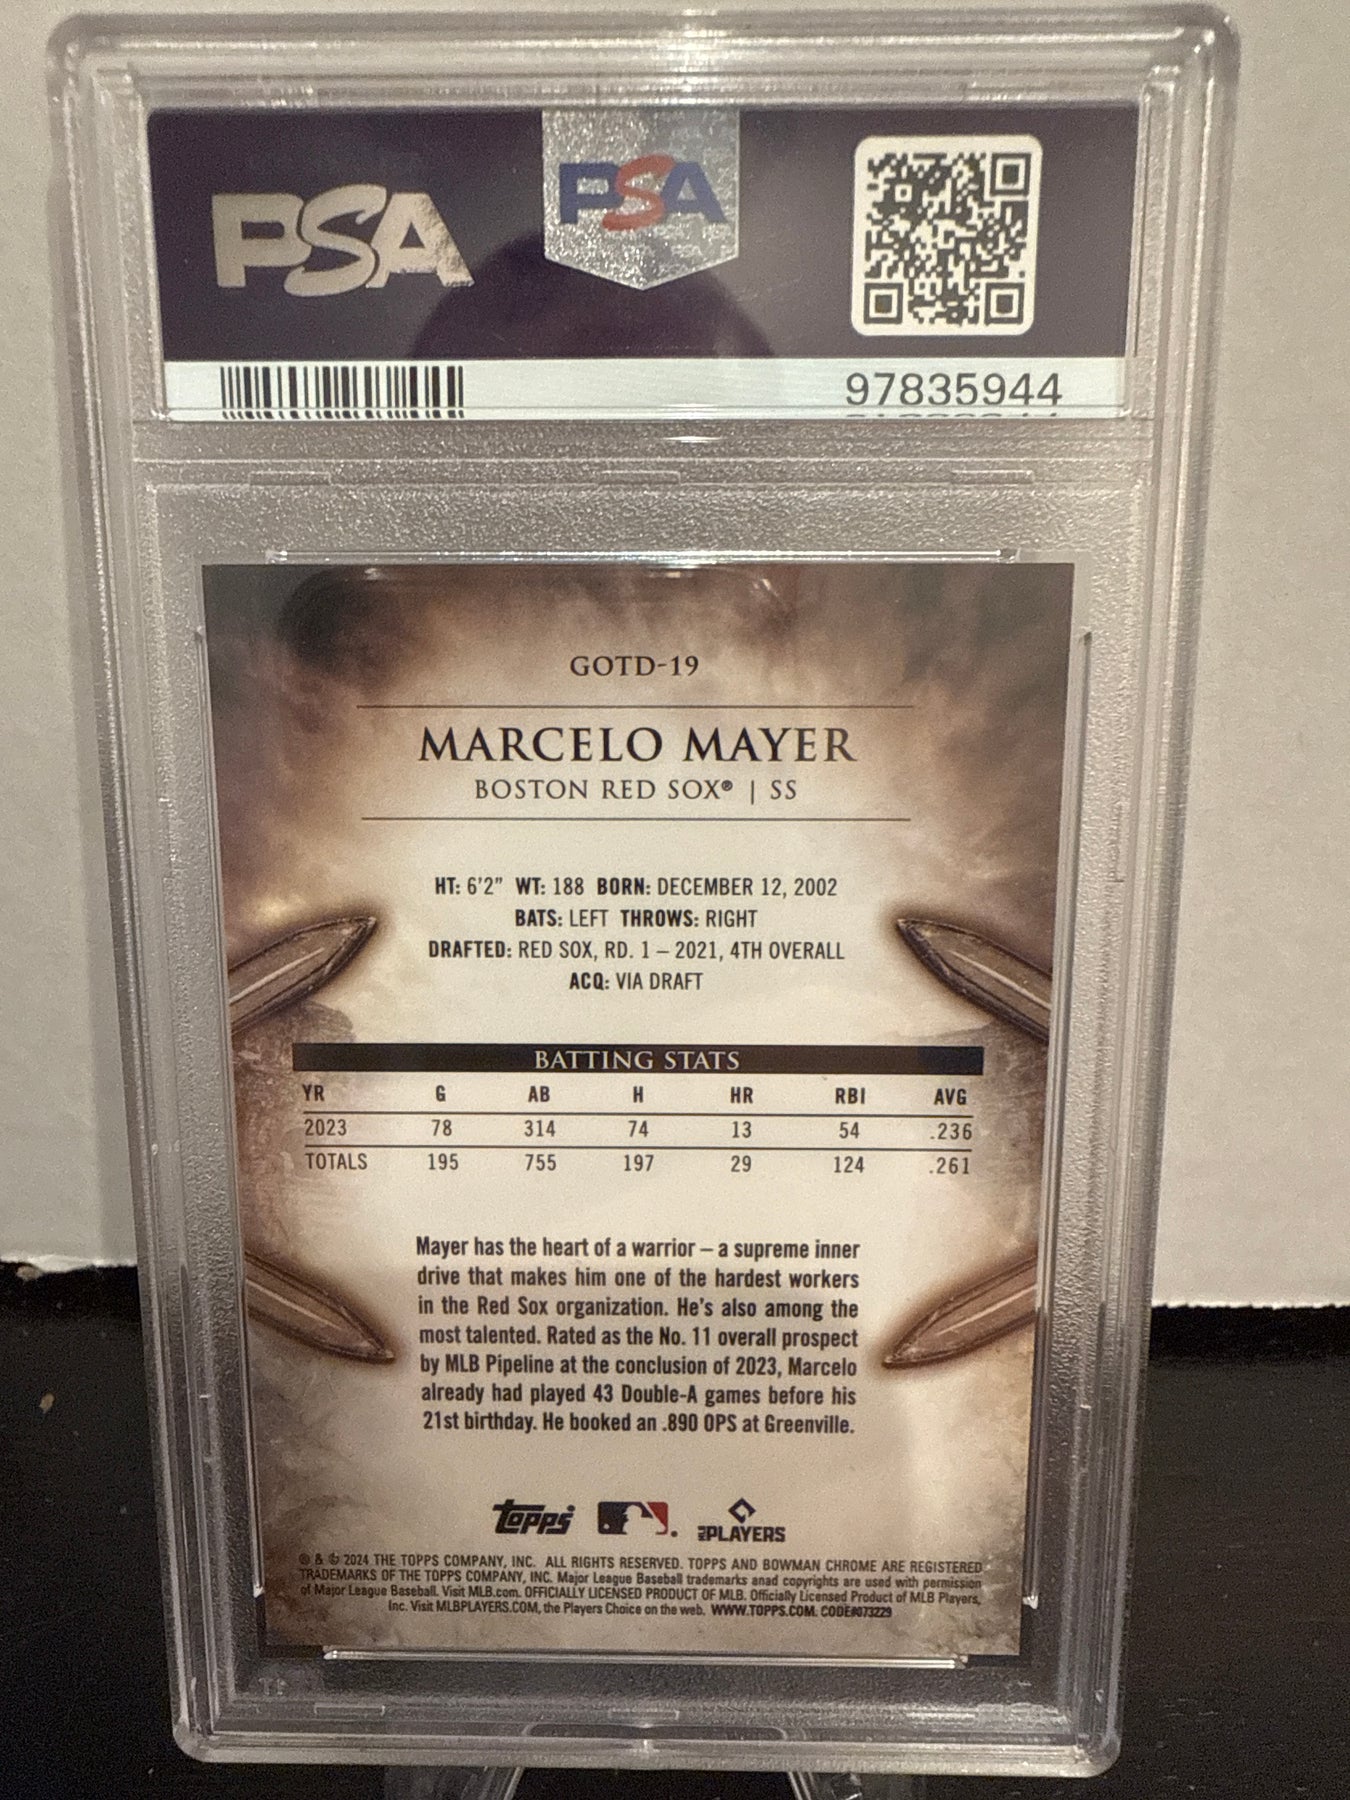 PSA
PSA
97835944
GOTD-19
MARCELO MAYER
BOSTON RED SOX® | SS
HT: 6'2" WT: 188 BORN: DECEMBER 12, 2002
BATS: LEFT THROWS: RIGHT
DRAFTED: RED SOX, RD. 1 – 2021, 4TH OVERALL
ACQ: VIA DRAFT
BATTING STATS
YR G AB H HR RBI AVG
2023 78 314 74 13 54 .236
TOTALS 195 755 197 29 124 .261
Mayer has the heart of a warrior – a supreme inner
drive that makes him one of the hardest workers
in the Red Sox organization. He's also among the
most talented. Rated as the No. 11 overall prospect
by MLB Pipeline at the conclusion of 2023, Marcelo
already had played 43 Double-A games before his
21st birthday. He booked an .890 OPS at Greenville.
Topps MLB PLAYERS
® & © 2024 THE TOPPS COMPANY, INC. ALL RIGHTS RESERVED. TOPPS AND BOWMAN CHROME ARE REGISTERED
TRADEMARKS OF THE TOPPS COMPANY, INC. Major League Baseball trademarks anad copyrights are used with permission
of Major League Baseball. Visit MLB.com. OFFICIALLY LICENSED PRODUCT OF MLB. Officially Licensed Product of MLB Players,
Inc. Visit MLBPLAYERS.COM, the Players Choice on the web. WWW.TOPPS.COM. CODE#073229